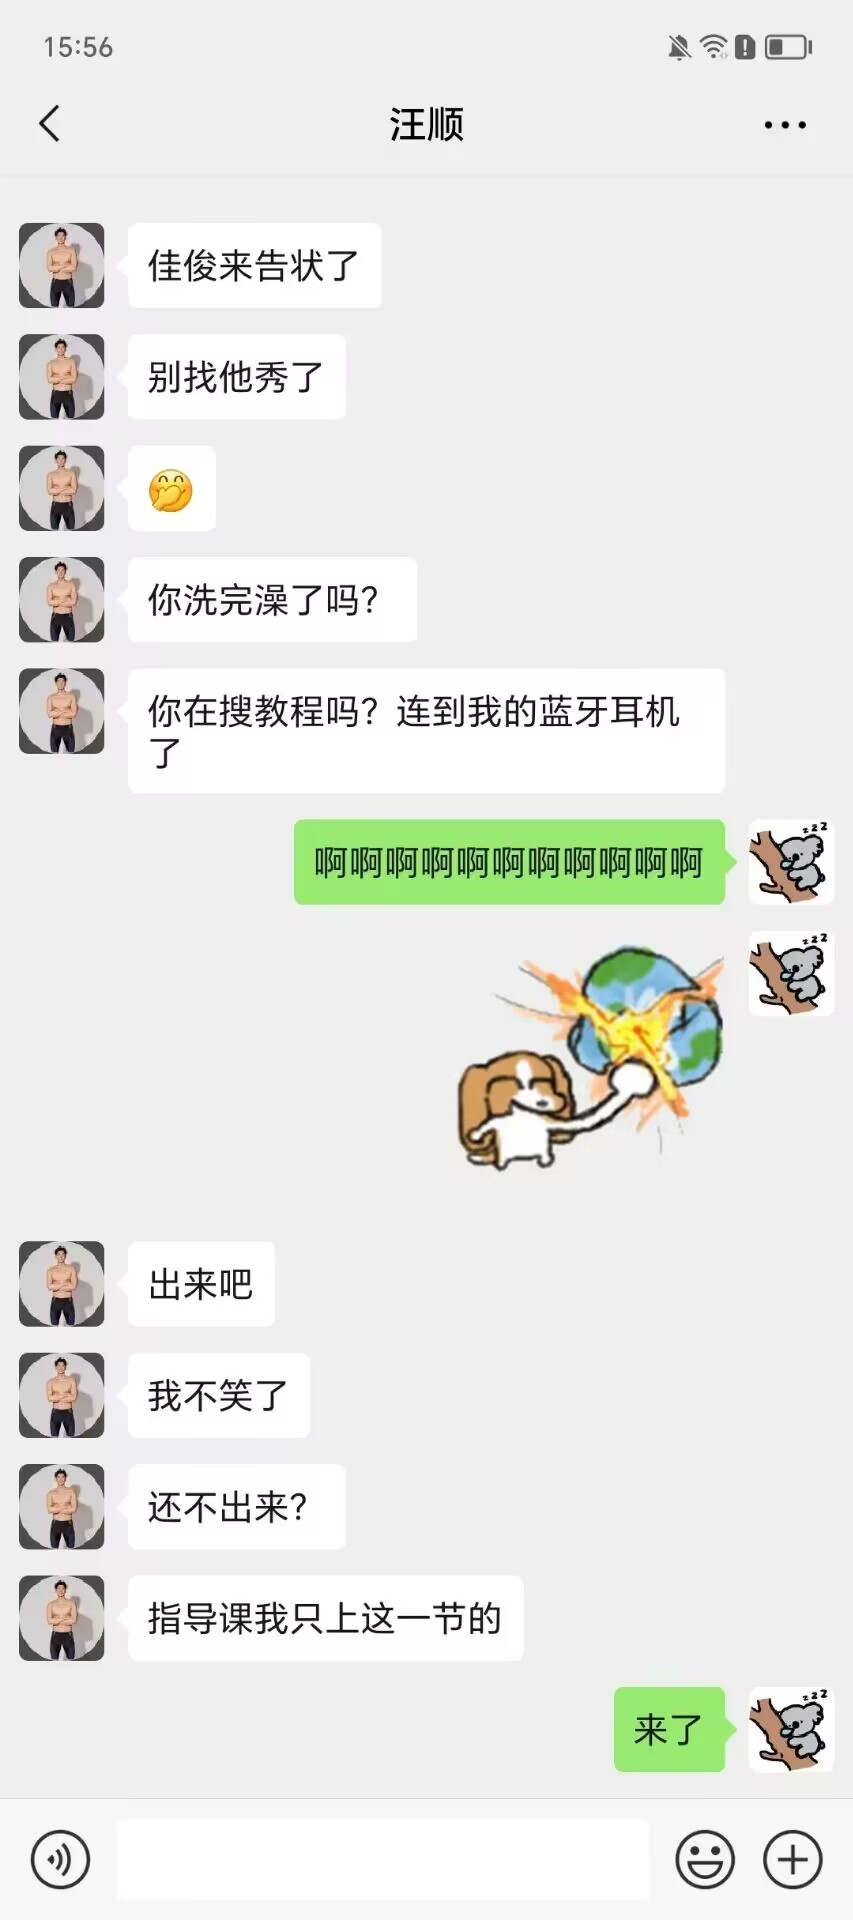 15:56
汪顺
佳俊来告状了
别找他秀了
你洗完澡了吗？
你在搜教程吗？连到我的蓝牙耳机
了
啊啊啊啊啊啊啊啊啊啊啊
zzz
zzz
出来吧
我不笑了
还不出来？
指导课我只上这一节的
来了
zzz